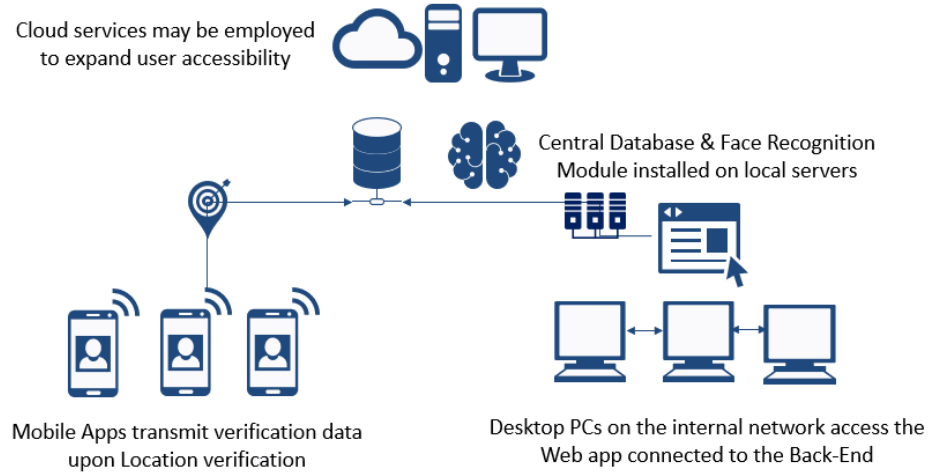 Cloud services may be employed
to expand user accessibility
Central Database & Face Recognition
Module installed on local servers
Mobile Apps transmit verification data
upon Location verification
Desktop PCs on the internal network access the
Web app connected to the Back-End